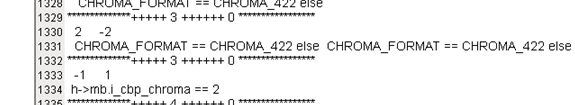 1328 CHROMA_FORMAT == CHROMA_422 else
1329 *************+++++ 3 ++++++ 0 ****************
1330 2 -2
1331 CHROMA_FORMAT == CHROMA_422 else CHROMA_FORMAT == CHROMA_422 else
1332 *************+++++ 3 ++++++ 0 ****************
1333 -1 1
1334 h->mb.i_cbp_chroma == 2
1335 *************+++++ 4 ++++++ 0 ****************